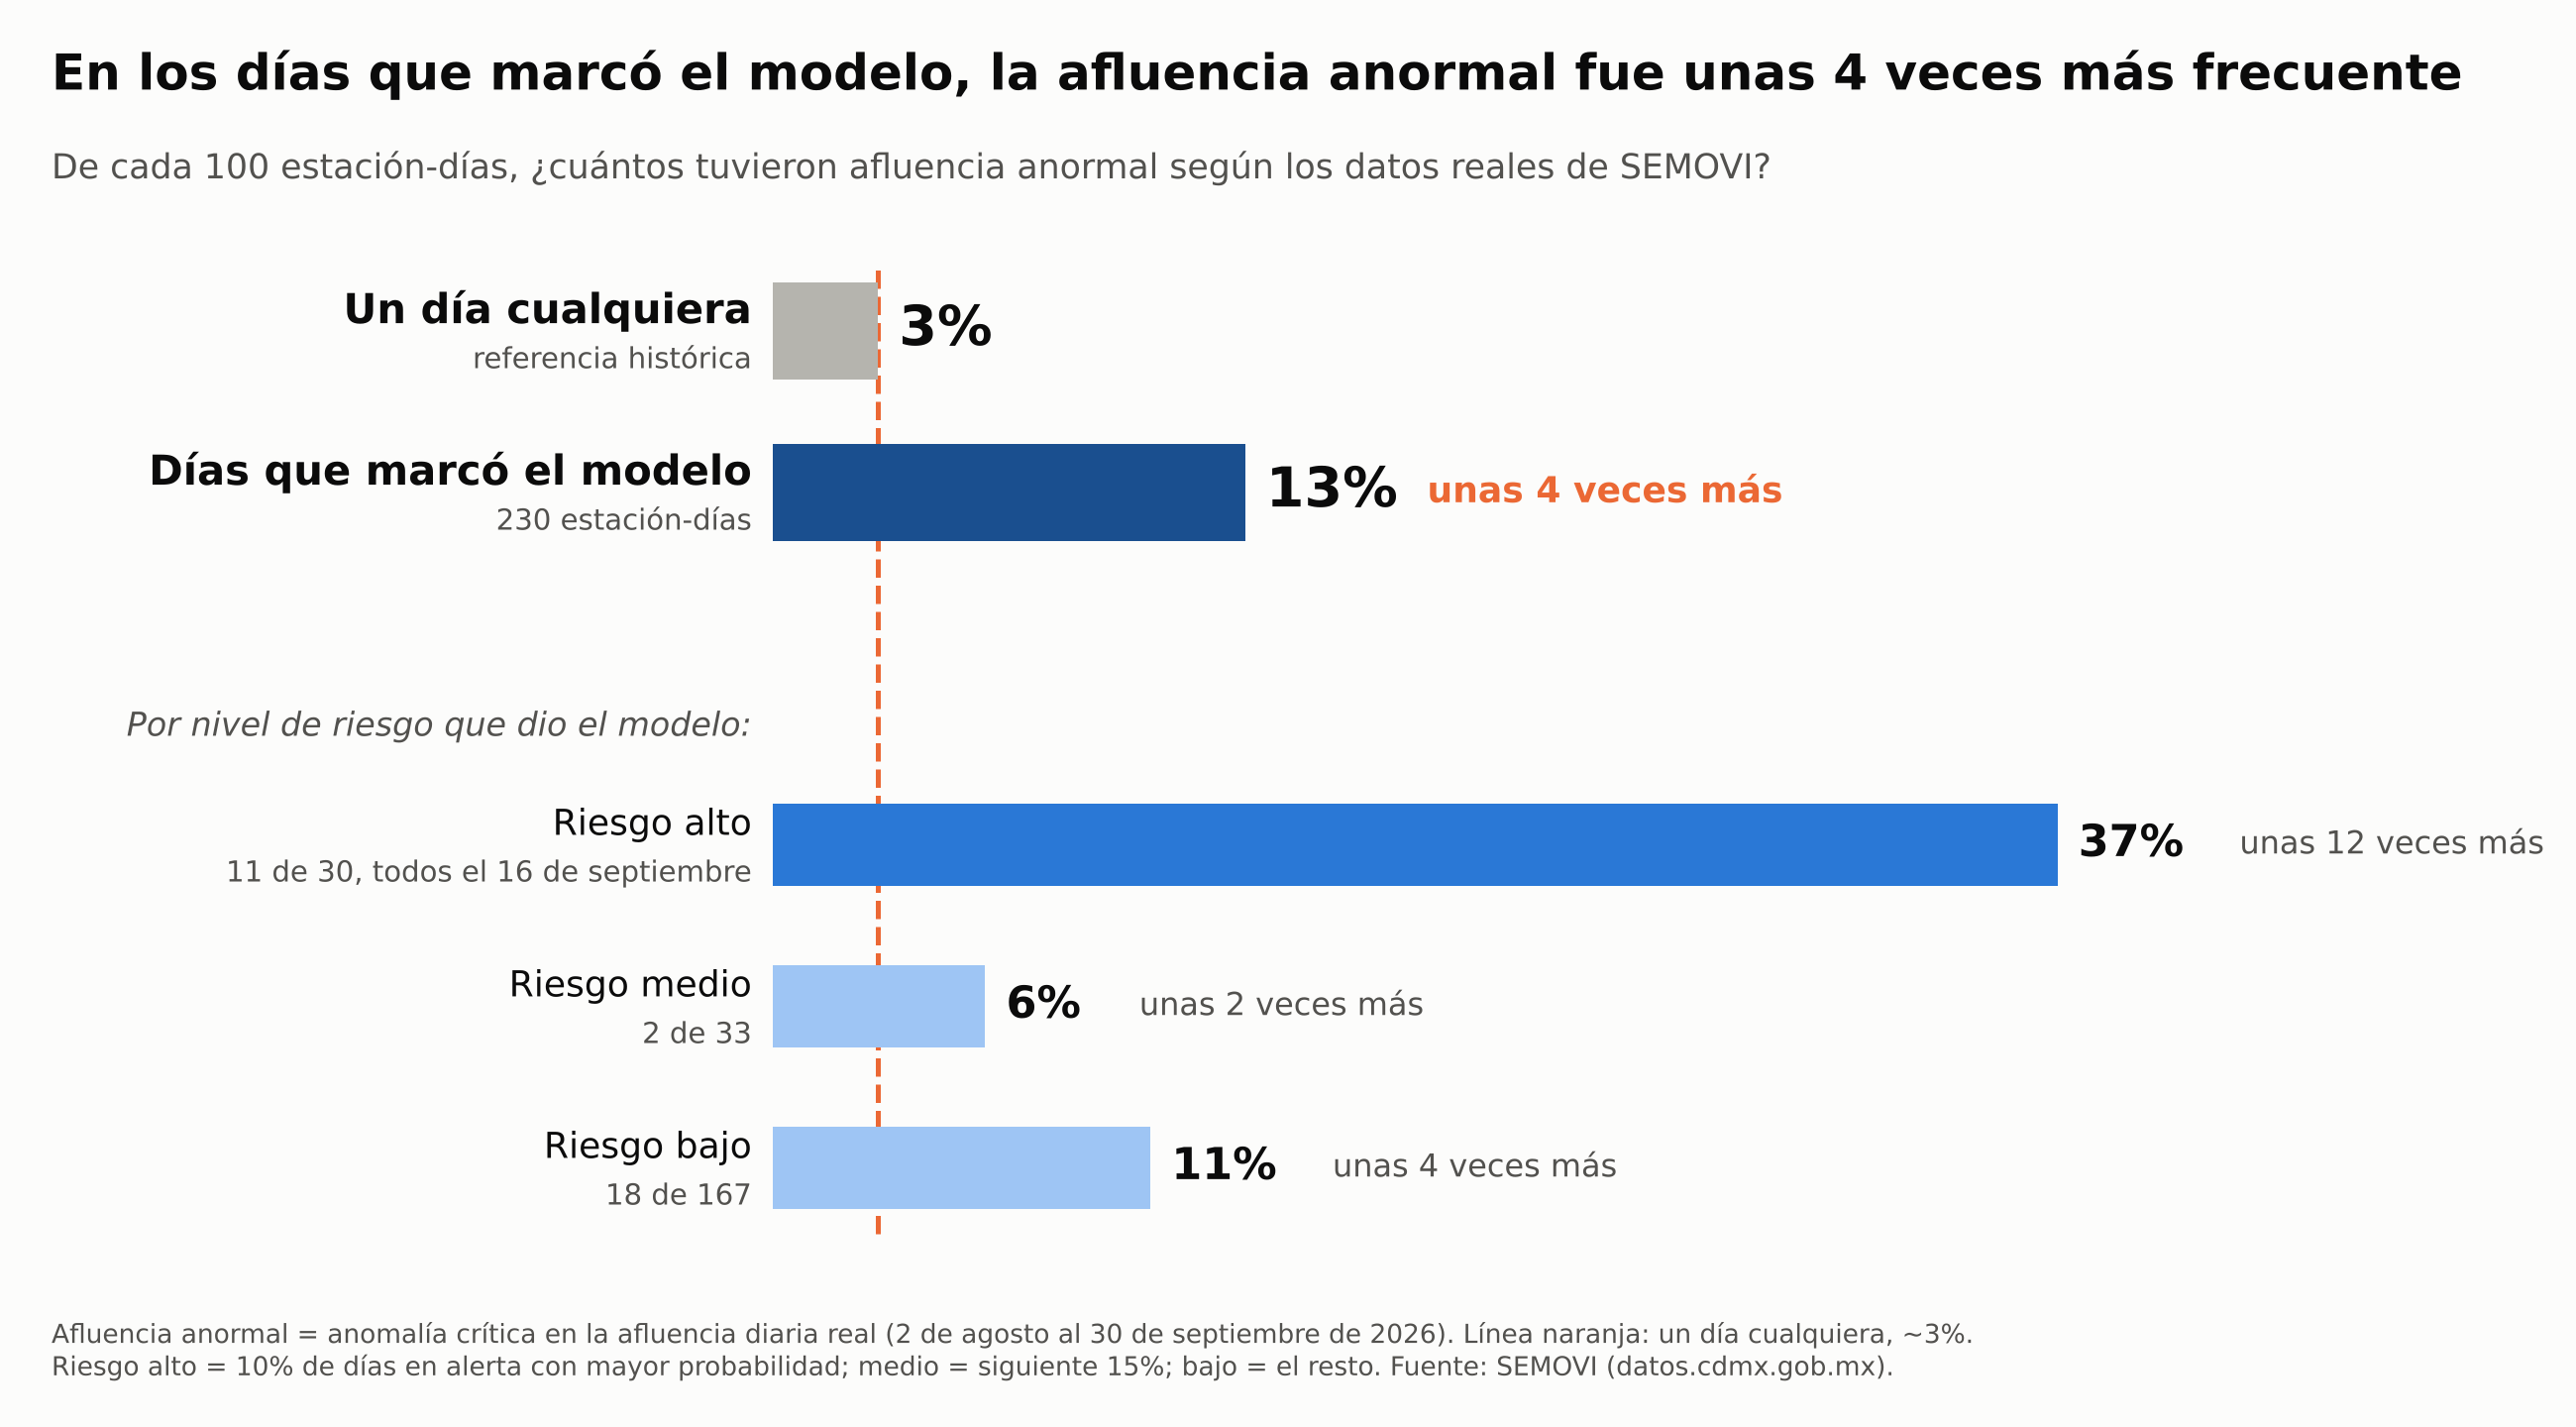 En los días que marcó el modelo, la afluencia anormal fue unas 4 veces más frecuente
De cada 100 estación-días, ¿cuántos tuvieron afluencia anormal según los datos reales de SEMOVI?
Un día cualquiera
referencia histórica
3%
Días que marcó el modelo
230 estación-días
13% unas 4 veces más
Por nivel de riesgo que dio el modelo:
Riesgo alto
11 de 30, todos el 16 de septiembre
37% unas 12 veces más
Riesgo medio
2 de 33
6% unas 2 veces más
Riesgo bajo
18 de 167
11% unas 4 veces más
Afluencia anormal = anomalía crítica en la afluencia diaria real (2 de agosto al 30 de septiembre de 2026). Línea naranja: un día cualquiera, ~3%.
Riesgo alto = 10% de días en alerta con mayor probabilidad; medio = siguiente 15%; bajo = el resto. Fuente: SEMOVI (datos.cdmx.gob.mx).